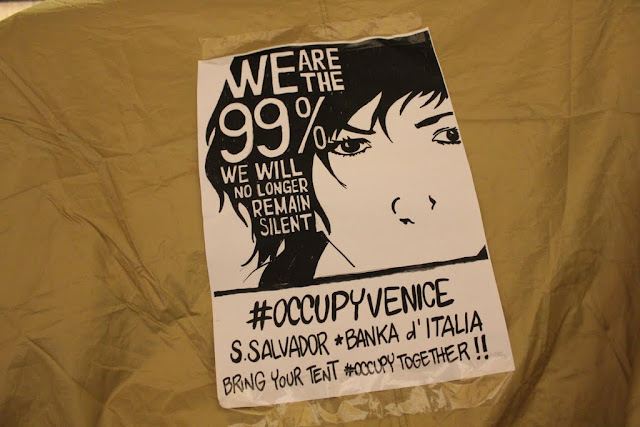 WE ARE
THE
99%
WE WILL
NO LONGER
REMAIN
SILENT
#OCCUPYVENICE
S.SALVADOR *BANKA d'ITALIA
BRING YOUR TENT #OCCUPYTOGETHER!!